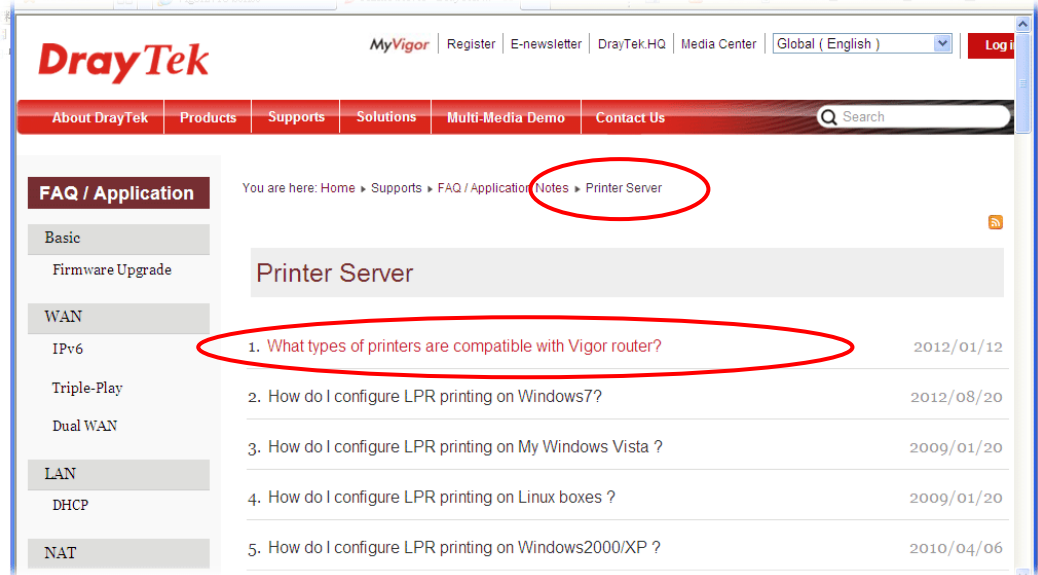 DrayTek
MyVigor | Register | E-newsletter | DrayTek.HQ | Media Center | Global ( English )
About DrayTek Products Supports Solutions Multi-Media Demo Contact Us Search
FAQ / Application
You are here: Home ▸ Supports ▸ FAQ / Application Notes ▸ Printer Server
Basic
Firmware Upgrade
Printer Server
WAN
IPv6
1. What types of printers are compatible with Vigor router? 2012/01/12
Triple-Play
2. How do I configure LPR printing on Windows7? 2012/08/20
Dual WAN
3. How do I configure LPR printing on My Windows Vista ? 2009/01/20
LAN
DHCP
4. How do I configure LPR printing on Linux boxes ? 2009/01/20
NAT
5. How do I configure LPR printing on Windows2000/XP ? 2010/04/06